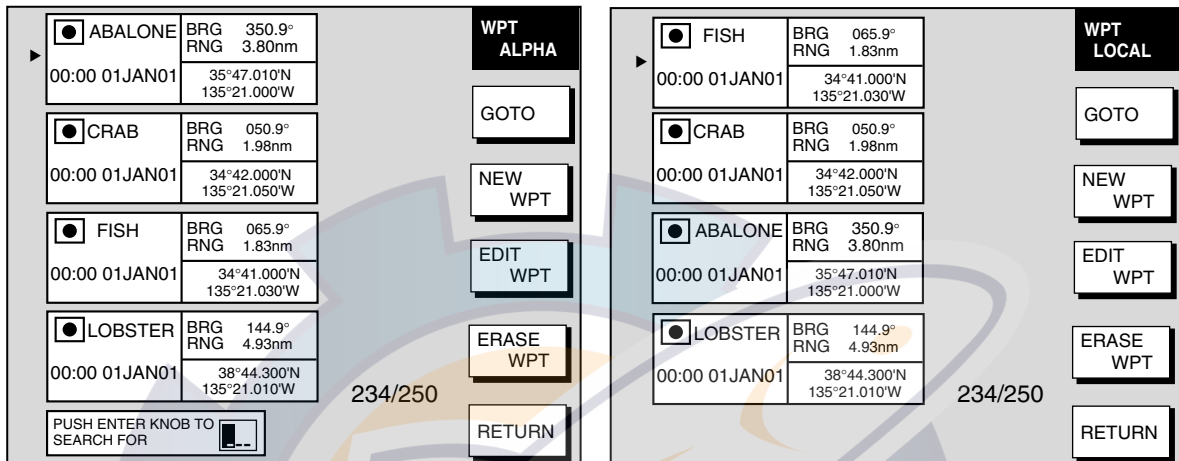 ABALONE BRG 350.9°
RNG 3.80nm
00:00 01JAN01 35°47.010'N
135°21.000'W
CRAB BRG 050.9°
RNG 1.98nm
00:00 01JAN01 34°42.000'N
135°21.050'W
FISH BRG 065.9°
RNG 1.83nm
00:00 01JAN01 34°41.000'N
135°21.030'W
LOBSTER BRG 144.9°
RNG 4.93nm
00:00 01JAN01 38°44.300'N
135°21.010'W
234/250
PUSH ENTER KNOB TO
SEARCH FOR _--
WPT
ALPHA
GOTO
NEW
WPT
EDIT
WPT
ERASE
WPT
RETURN
FISH BRG 065.9°
RNG 1.83nm
00:00 01JAN01 34°41.000'N
135°21.030'W
CRAB BRG 050.9°
RNG 1.98nm
00:00 01JAN01 34°42.000'N
135°21.050'W
ABALONE BRG 350.9°
RNG 3.80nm
00:00 01JAN01 35°47.010'N
135°21.000'W
LOBSTER BRG 144.9°
RNG 4.93nm
00:00 01JAN01 38°44.300'N
135°21.010'W
234/250
WPT
LOCAL
GOTO
NEW
WPT
EDIT
WPT
ERASE
WPT
RETURN